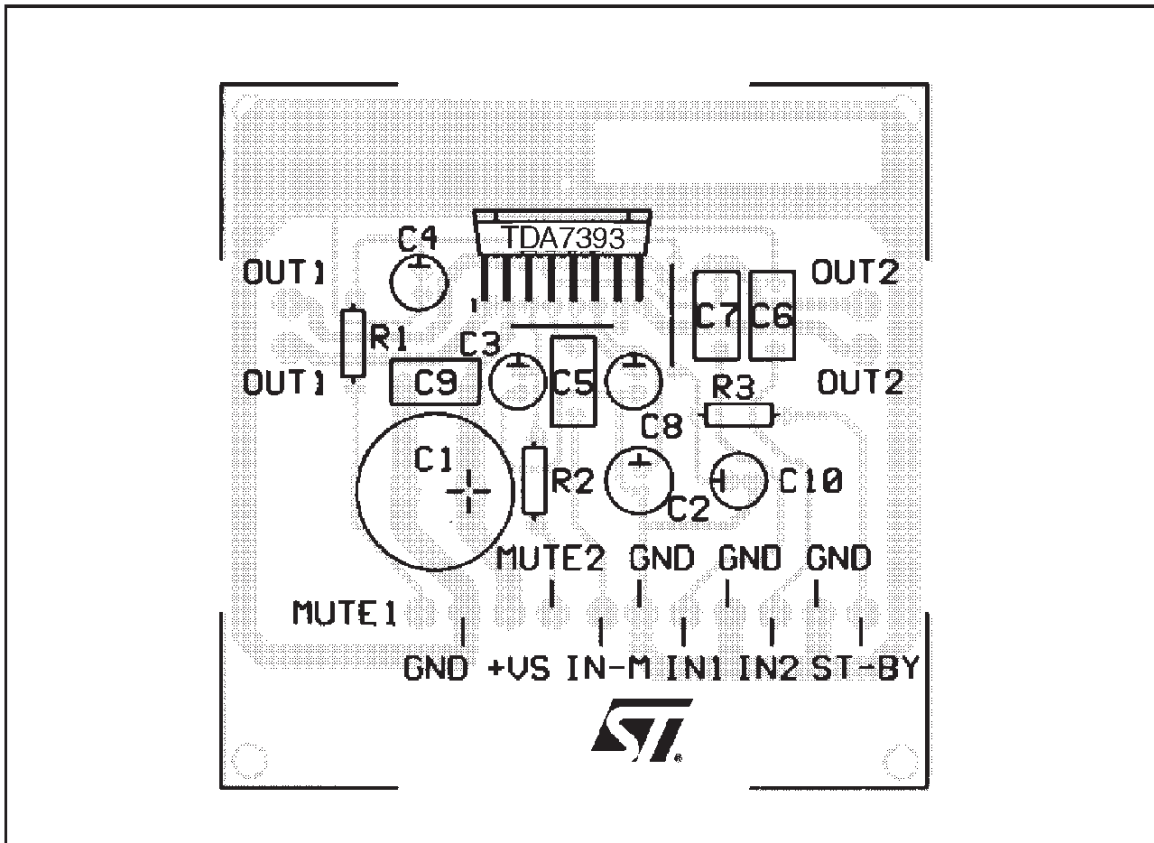 TDA7393
C4
OUT1
OUT2
C7
C6
R1
C3
C9
C5
OUT1
R3
OUT2
C8
C1
R2
C10
C2
MUTE2 GND GND GND
MUTE1
GND +VS IN-M IN1 IN2 ST-BY
ST